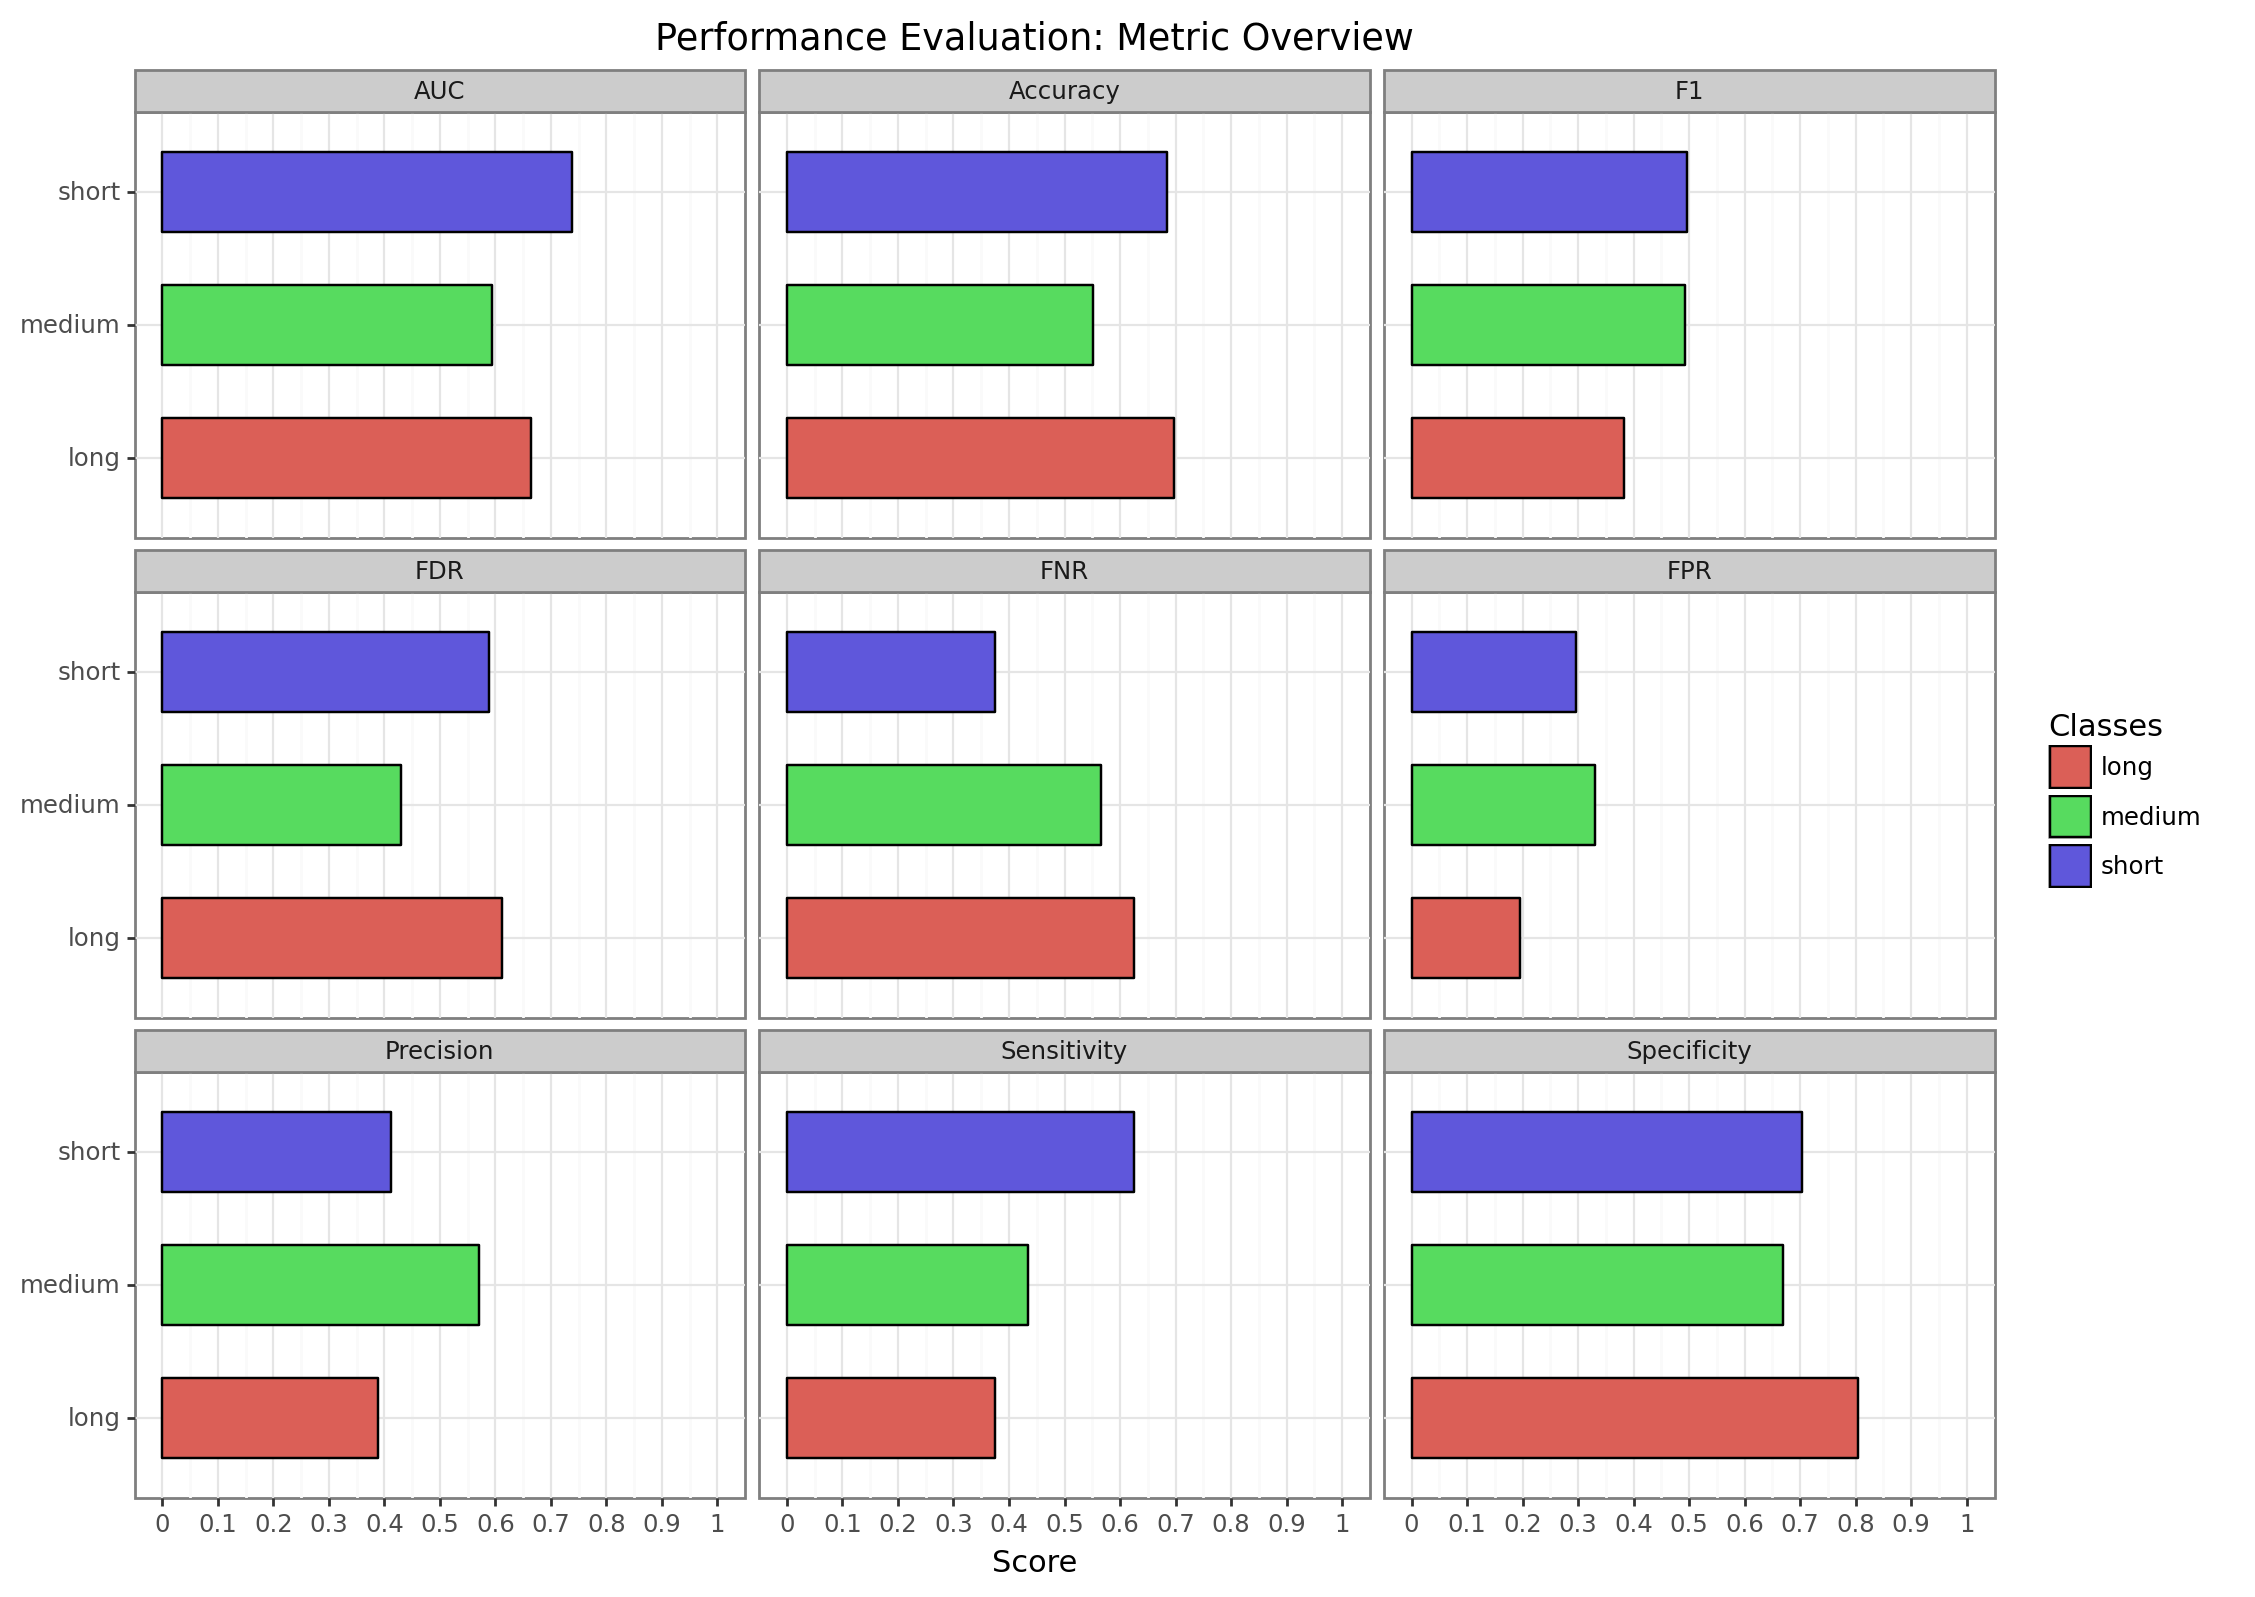 Performance Evaluation: Metric Overview
AUC
Accuracy
F1
short
medium
long
FDR
FNR
FPR
short
medium
long
Precision
Sensitivity
Specificity
short
medium
long
0 0.1 0.2 0.3 0.4 0.5 0.6 0.7 0.8 0.9 1
0 0.1 0.2 0.3 0.4 0.5 0.6 0.7 0.8 0.9 1
0 0.1 0.2 0.3 0.4 0.5 0.6 0.7 0.8 0.9 1
Score
Classes
long
medium
short